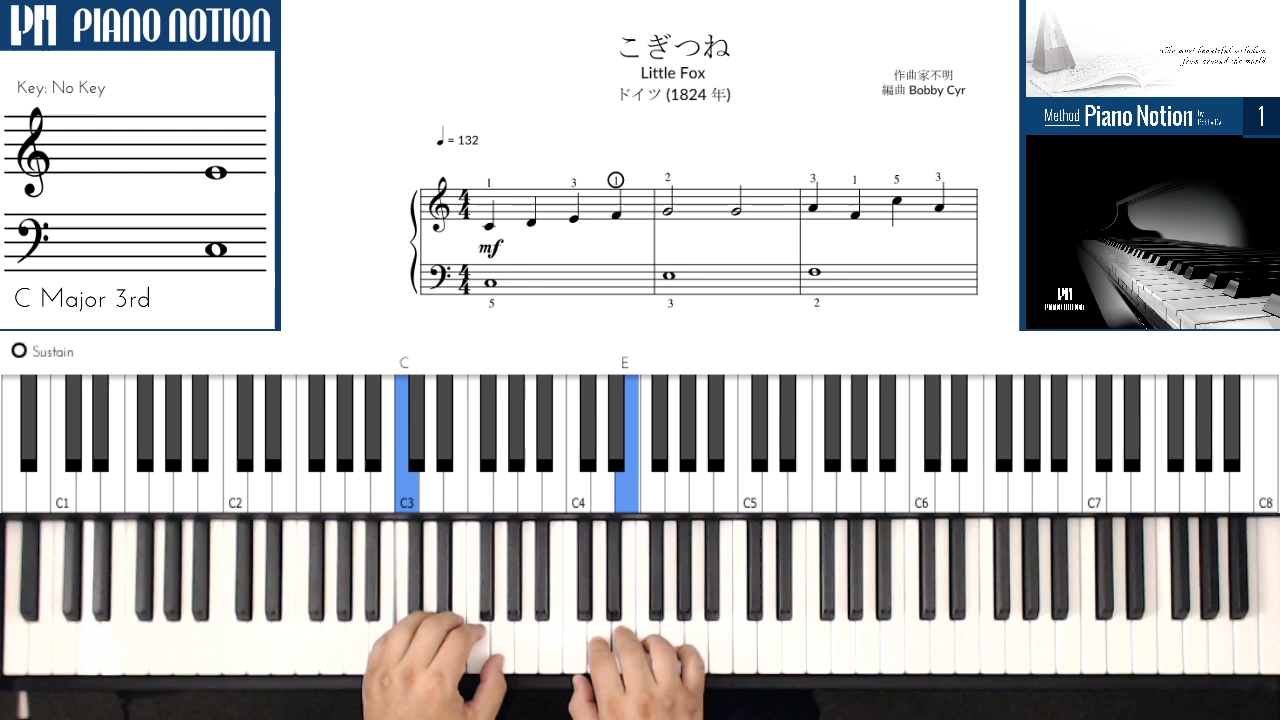 PIANO NOTION
Key: No Key
C Major 3rd
こぎつね
Little Fox
ドイツ (1824 年)
作曲家不明
編曲 Bobby Cyr
= 132
1 3 1 2 3 1 5 3
mf
5 3 2
Method Piano Notion 1
PIANO NOTION
Sustain
C E
C1 C2 C3 C4 C5 C6 C7 C8